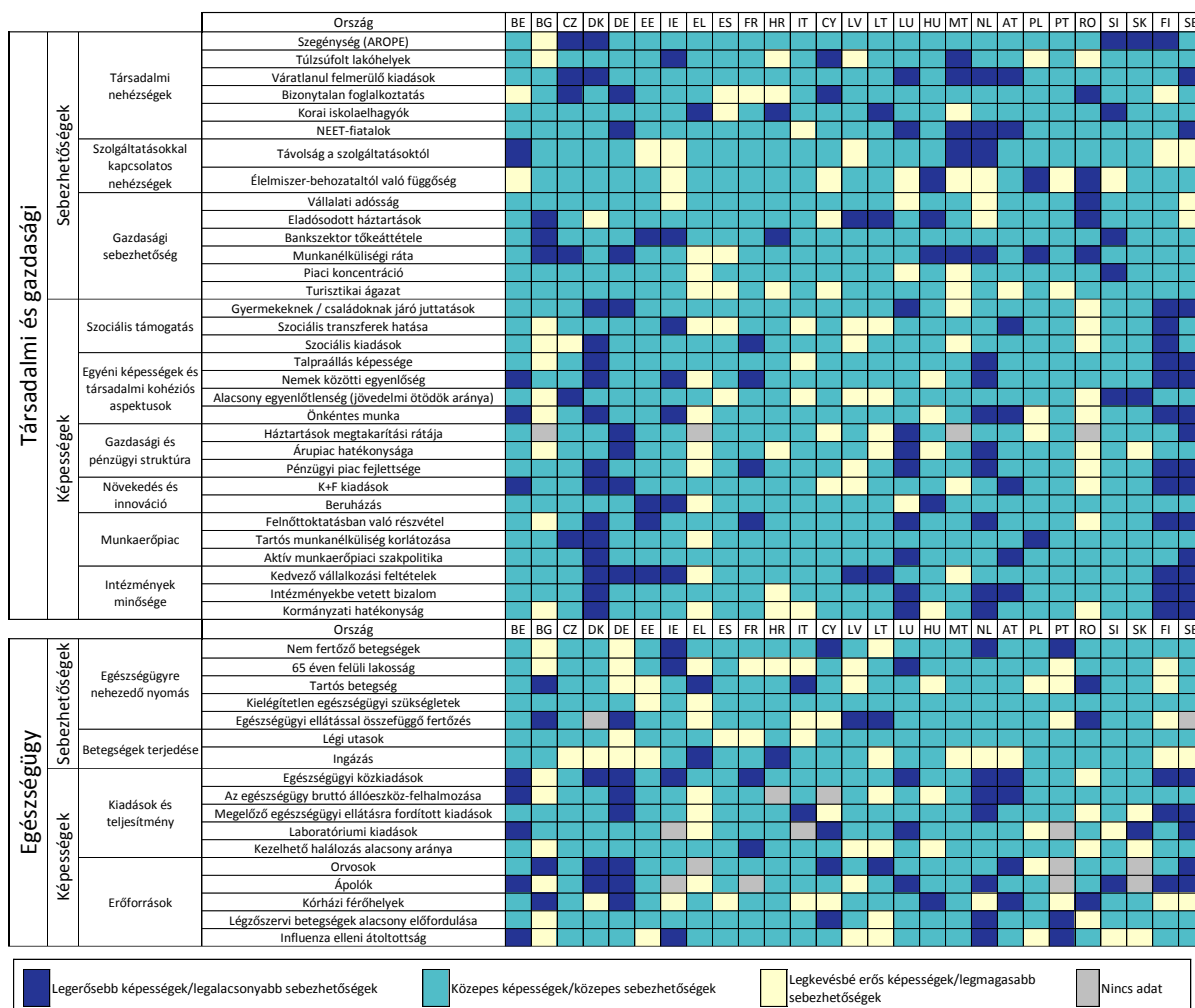 Ország BE BG CZ DK DE EE IE EL ES FR HR IT CY LV LT LU HU MT NL AT PL PT RO SI SK FI SE
Társadalmi és gazdasági
Sebezhetőségek
Társadalmi
nehézségek
Szegénység (AROPE)
Túlzsúfolt lakóhelyek
Váratlanul felmerülő kiadások
Bizonytalan foglalkoztatás
Korai iskolaelhagyók
NEET-fiatalok
Szolgáltatásokkal
kapcsolatos
nehézségek
Távolság a szolgáltatásoktól
Élelmiszer-behozataltól való függőség
Gazdasági
sebezhetőség
Vállalati adósság
Eladósodott háztartások
Bankszektor tőkeáttétele
Munkanélküliségi ráta
Piaci koncentráció
Turisztikai ágazat
Képességek
Szociális támogatás
Gyermekeknek / családoknak járó juttatások
Szociális transzferek hatása
Szociális kiadások
Egyéni képességek és
társadalmi kohéziós
aspektusok
Talpraállás képessége
Nemek közötti egyenlőség
Alacsony egyenlőtlenség (jövedelmi ötödök aránya)
Önkéntes munka
Gazdasági és
pénzügyi struktúra
Háztartások megtakarítási rátája
Árupiac hatékonysága
Pénzügyi piac fejlettsége
Növekedés és
innováció
K+F kiadások
Beruházás
Munkaerőpiac
Felnőttoktatásban való részvétel
Tartós munkanélküliség korlátozása
Aktív munkaerőpiaci szakpolitika
Intézmények
minősége
Kedvező vállalkozási feltételek
Intézményekbe vetett bizalom
Kormányzati hatékonyság
Ország BE BG CZ DK DE EE IE EL ES FR HR IT CY LV LT LU HU MT NL AT PL PT RO SI SK FI SE
Egészségügy
Sebezhetőségek
Egészségügyre
nehezedő nyomás
Nem fertőző betegségek
65 éven felüli lakosság
Tartós betegség
Kielégítetlen egészségügyi szükségletek
Egészségügyi ellátással összefüggő fertőzés
Betegségek terjedése
Légi utasok
Ingázás
Képességek
Kiadások és
teljesítmény
Egészségügyi közkiadások
Az egészségügy bruttó állóeszköz-felhalmozása
Megelőző egészségügyi ellátásra fordított kiadások
Laboratóriumi kiadások
Kezelhető halálozás alacsony aránya
Erőforrások
Orvosok
Ápolók
Kórházi férőhelyek
Légzőszervi betegségek alacsony előfordulása
Influenza elleni átoltottság
Legerősebb képességek/legalacsonyabb sebezhetőségek
Közepes képességek/közepes sebezhetőségek
Legkevésbé erős képességek/legmagasabb
sebezhetőségek
Nincs adat